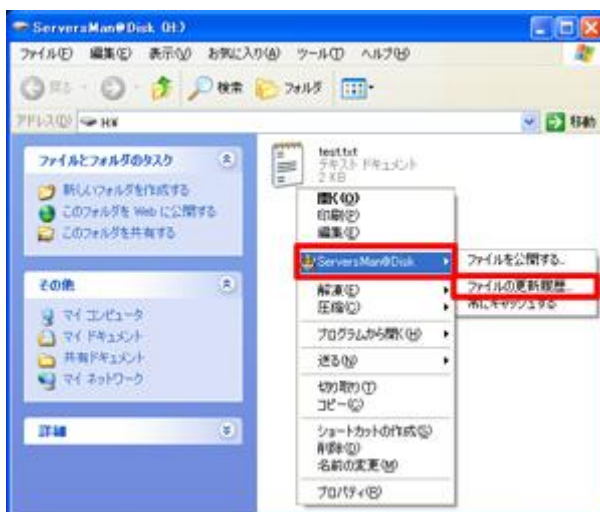 ServersMan@Disk (H:)
ファイル(F) 編集(E) 表示(V) お気に入り(A) ツール(T) ヘルプ(H)
戻る 検索 フォルダ
アドレス(D) H:¥ 移動
ファイルとフォルダのタスク
新しいフォルダを作成する
このフォルダを Web に公開する
このフォルダを共有する
その他
マイ コンピュータ
マイ ドキュメント
共有ドキュメント
マイ ネットワーク
詳細
test.txt
テキスト ドキュメント
2 KB
開く(O)
印刷(P)
編集(E)
ServersMan@Disk
解凍(E)
圧縮(C)
プログラムから開く(H)
送る(N)
切り取り(T)
コピー(C)
ショートカットの作成(S)
削除(D)
名前の変更(M)
プロパティ(R)
ファイルを公開する...
ファイルの更新履歴...
常にキャッシュする